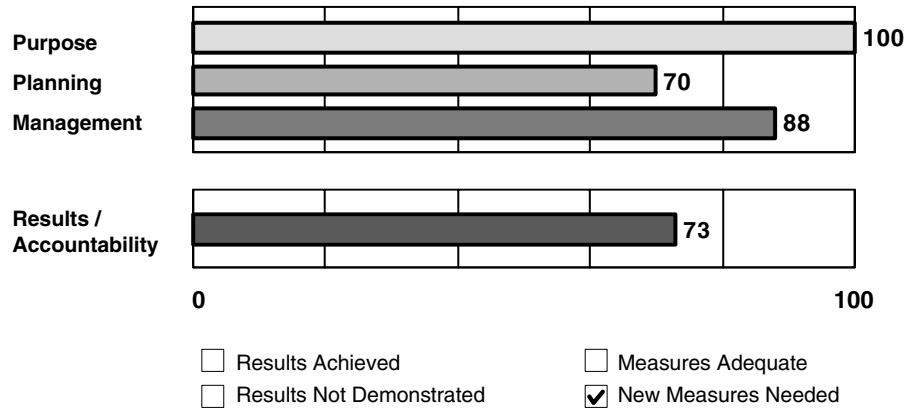 Purpose
100
Planning
70
Management
88
Results /
Accountability
73
0
100
Results Achieved
Measures Adequate
Results Not Demonstrated
New Measures Needed